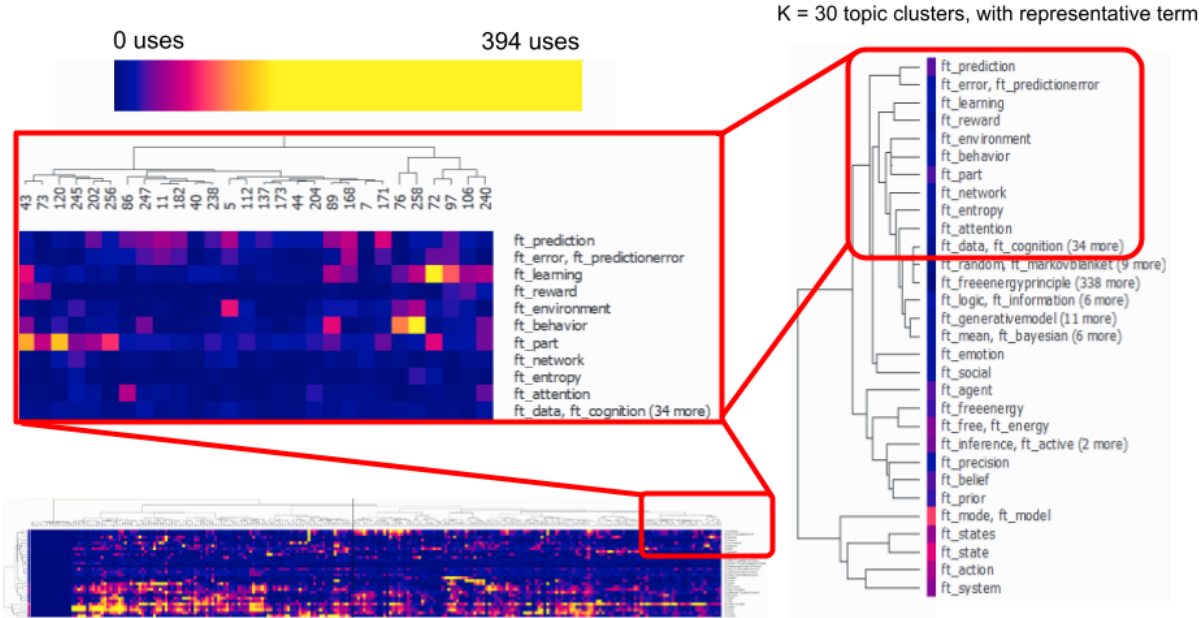 K = 30 topic clusters, with representative term
0 uses 394 uses
43 73 120 245 202 256 86 247 11 182 40 238 5 112 137 173 44 204 89 168 7 171 76 258 72 97 106 240
ft_prediction
ft_error, ft_predictionerror
ft_learning
ft_reward
ft_environment
ft_behavior
ft_part
ft_network
ft_entropy
ft_attention
ft_data, ft_cognition (34 more)
ft_prediction
ft_error, ft_predictionerror
ft_learning
ft_reward
ft_environment
ft_behavior
ft_part
ft_network
ft_entropy
ft_attention
ft_data, ft_cognition (34 more)
ft_random, ft_markovblanket (9 more)
ft_freeenergyprinciple (338 more)
ft_logic, ft_information (6 more)
ft_generativemodel (11 more)
ft_mean, ft_bayesian (6 more)
ft_emotion
ft_social
ft_agent
ft_freeenergy
ft_free, ft_energy
ft_inference, ft_active (2 more)
ft_precision
ft_belief
ft_prior
ft_mode, ft_model
ft_states
ft_state
ft_action
ft_system